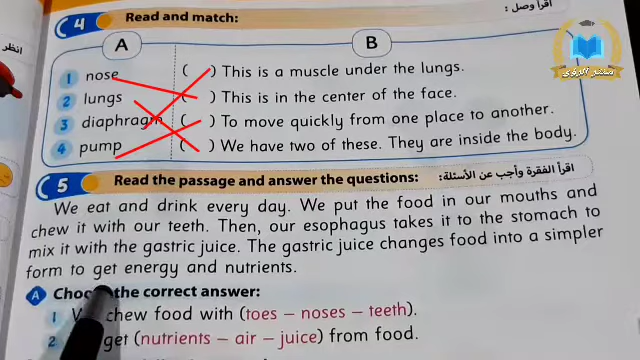 اقرأ وصل :
4 Read and match:
انظر
A B
1 nose ( ) This is a muscle under the lungs.
2 lungs ( ) This is in the center of the face.
3 diaphragm ( ) To move quickly from one place to another.
4 pump ( ) We have two of these. They are inside the body.
5 Read the passage and answer the questions: اقرأ الفقرة وأجب عن الأسئلة:
We eat and drink every day. We put the food in our mouths and
chew it with our teeth. Then, our esophagus takes it to the stomach to
mix it with the gastric juice. The gastric juice changes food into a simpler
form to get energy and nutrients.
A Choose the correct answer:
1 chew food with (toes – noses – teeth).
2 get (nutrients – air – juice) from food.